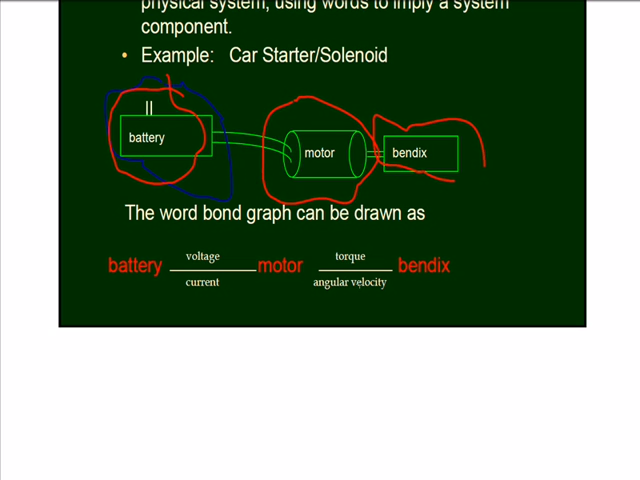 physical system, using words to imply a system
component.
• Example: Car Starter/Solenoid
battery
motor
bendix
The word bond graph can be drawn as
voltage torque
battery motor bendix
current angular velocity